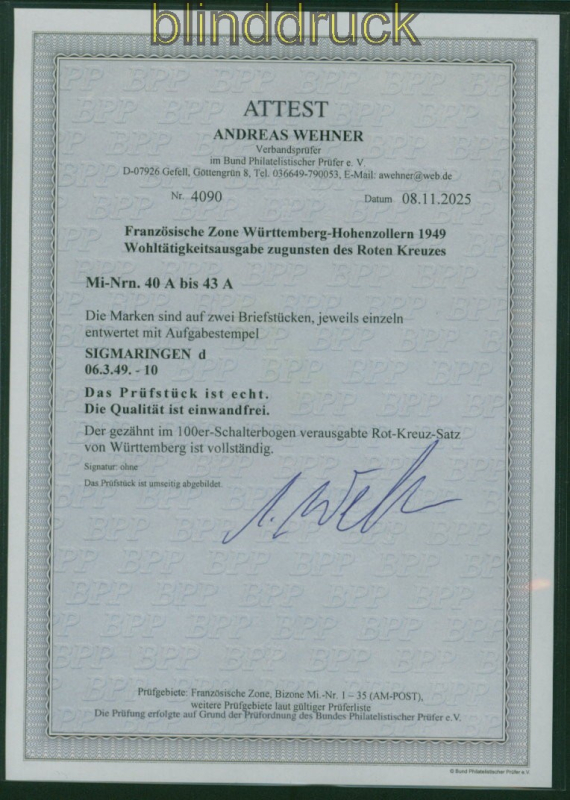 blinddruck
ATTEST
ANDREAS WEHNER
Verbandsprüfer
im Bund Philatelistischer Prüfer e. V.
D-07926 Gefell, Göttengrün 8, Tel. 036649-790053, E-Mail: awehner@web.de
Nr. 4090 Datum 08.11.2025
Französische Zone Württemberg-Hohenzollern 1949
Wohltätigkeitsausgabe zugunsten des Roten Kreuzes
Mi-Nrn. 40 A bis 43 A
Die Marken sind auf zwei Briefstücken, jeweils einzeln
entwertet mit Aufgabestempel
SIGMARINGEN d
06.3.49. - 10
Das Prüfstück ist echt.
Die Qualität ist einwandfrei.
Der gezähnt im 100er-Schalterbogen verausgabte Rot-Kreuz-Satz
von Württemberg ist vollständig.
Signatur: ohne
Das Prüfstück ist umseitig abgebildet.
A. Wehner
Prüfgebiete: Französische Zone, Bizone Mi.-Nr. 1 – 35 (AM-POST),
weitere Prüfgebiete laut gültiger Prüferliste
Die Prüfung erfolgte auf Grund der Prüfordnung des Bundes Philatelistischer Prüfer e.V.
© Bund Philatelistischer Prüfer e.V.